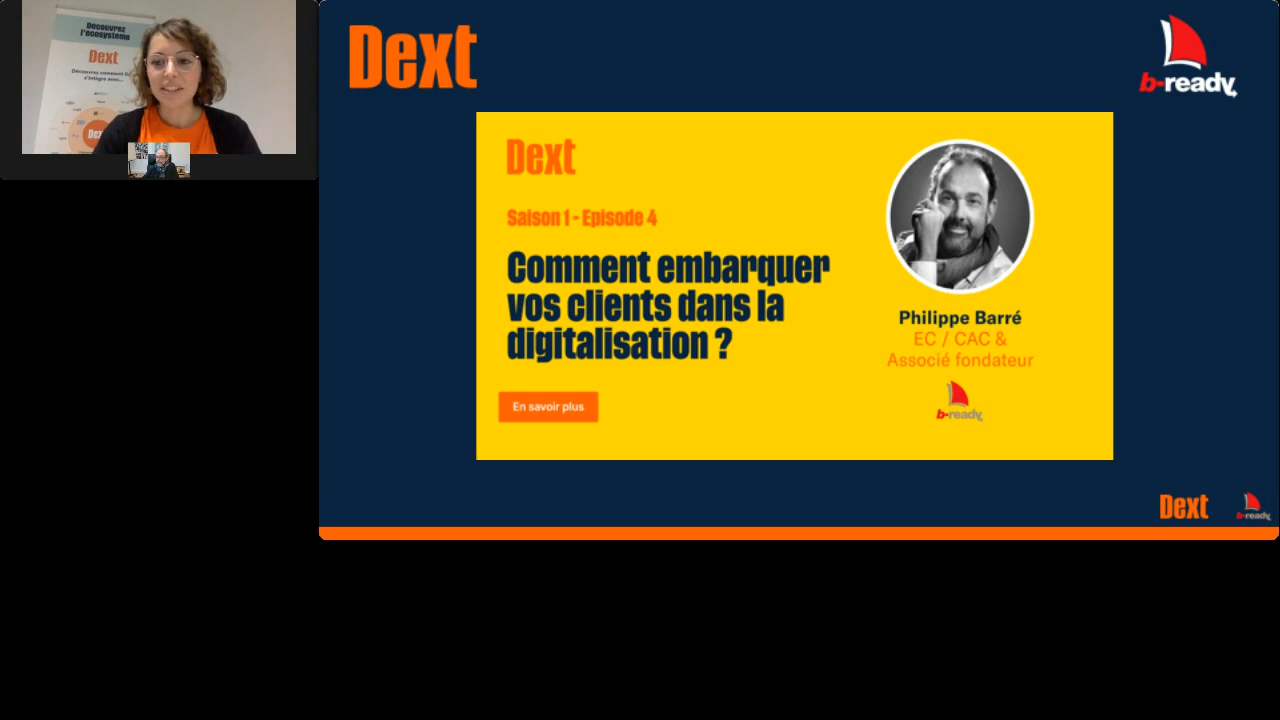 Découvrez
l'écosystème
Dext
Dext
b-ready
Dext
Saison 1 - Episode 4
Comment embarquer
vos clients dans la
digitalisation ?
En savoir plus
Philippe Barré
EC / CAC &
Associé fondateur
b-ready
Dext
b-ready